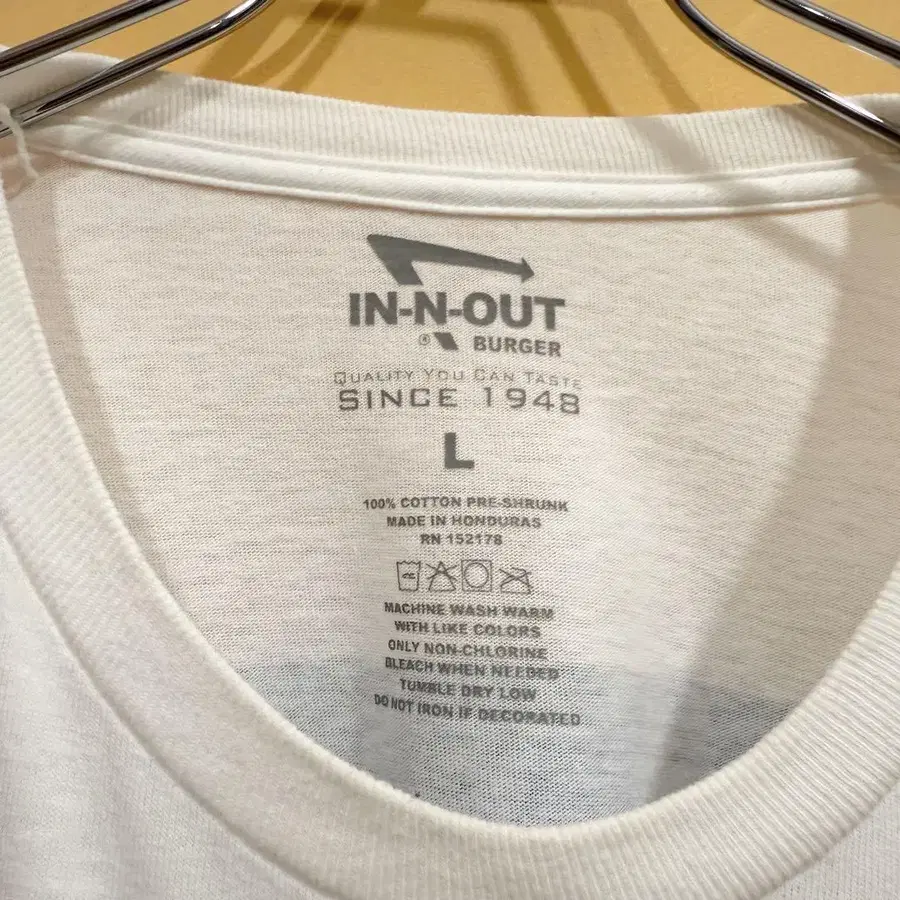 IN-N-OUT
® BURGER
QUALITY YOU CAN TASTE
SINCE 1948
L
100% COTTON PRE-SHRUNK
MADE IN HONDURAS
RN 152178
MACHINE WASH WARM
WITH LIKE COLORS
ONLY NON-CHLORINE
BLEACH WHEN NEEDED
TUMBLE DRY LOW
DO NOT IRON IF DECORATED